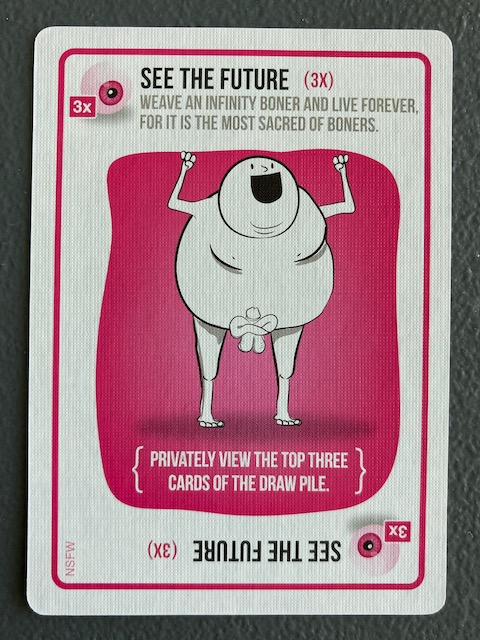 SEE THE FUTURE (3X)
3x
WEAVE AN INFINITY BONER AND LIVE FOREVER,
FOR IT IS THE MOST SACRED OF BONERS.
{ PRIVATELY VIEW THE TOP THREE
CARDS OF THE DRAW PILE. }
3x
SEE THE FUTURE (3X)
NSFW